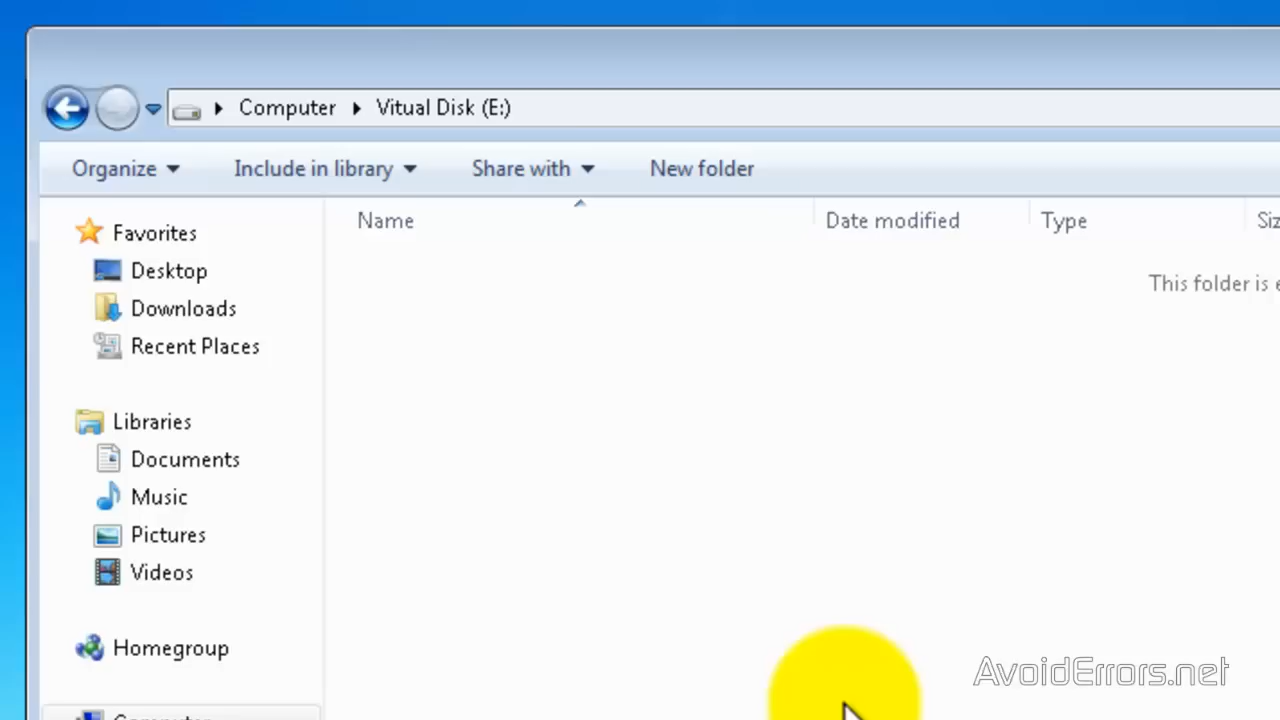 Computer Vitual Disk (E:)
Organize Include in library Share with New folder
Name Date modified Type
This folder is
Favorites
Desktop
Downloads
Recent Places
Libraries
Documents
Music
Pictures
Videos
Homegroup
Computer
AvoidErrors.net